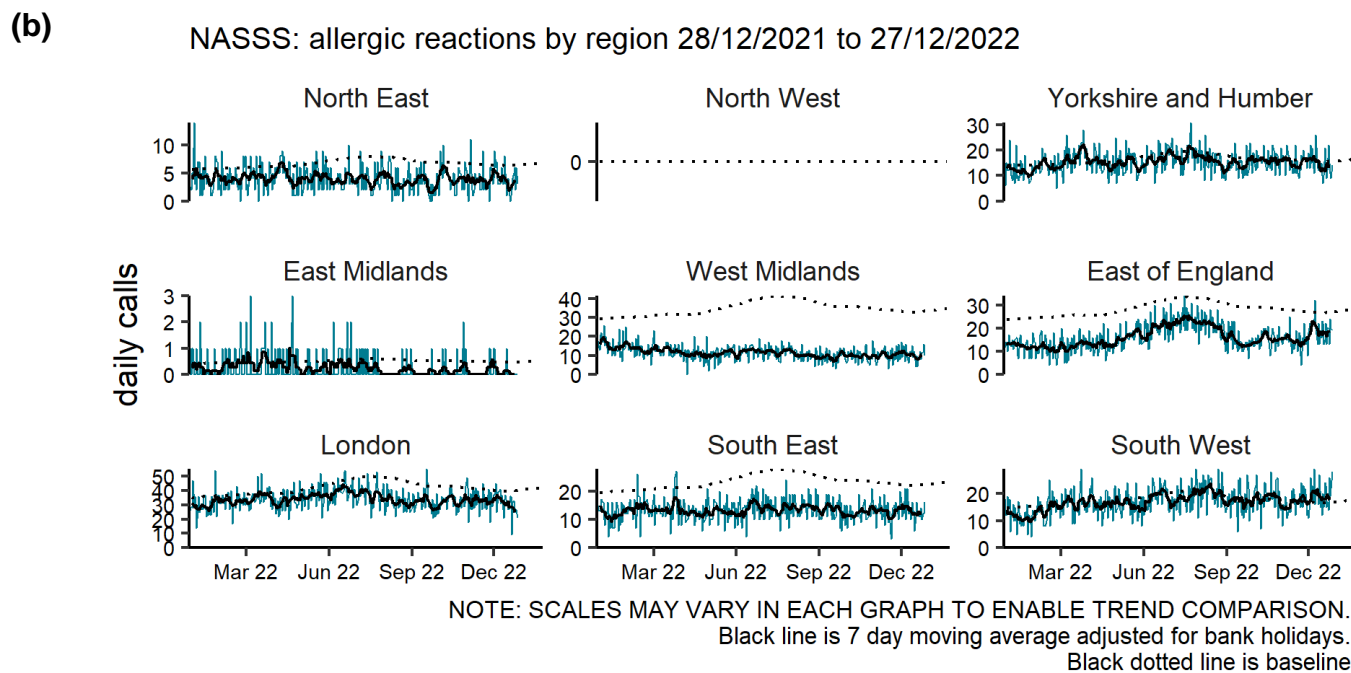 (b)
NASSS: allergic reactions by region 28/12/2021 to 27/12/2022
North East
North West
Yorkshire and Humber
10
5
0
0
30
20
10
0
daily calls
East Midlands
West Midlands
East of England
3
2
1
0
40
30
20
10
0
30
20
10
0
London
South East
South West
50
40
30
20
10
0
20
10
0
20
10
0
Mar 22 Jun 22 Sep 22 Dec 22
Mar 22 Jun 22 Sep 22 Dec 22
Mar 22 Jun 22 Sep 22 Dec 22
NOTE: SCALES MAY VARY IN EACH GRAPH TO ENABLE TREND COMPARISON.
Black line is 7 day moving average adjusted for bank holidays.
Black dotted line is baseline